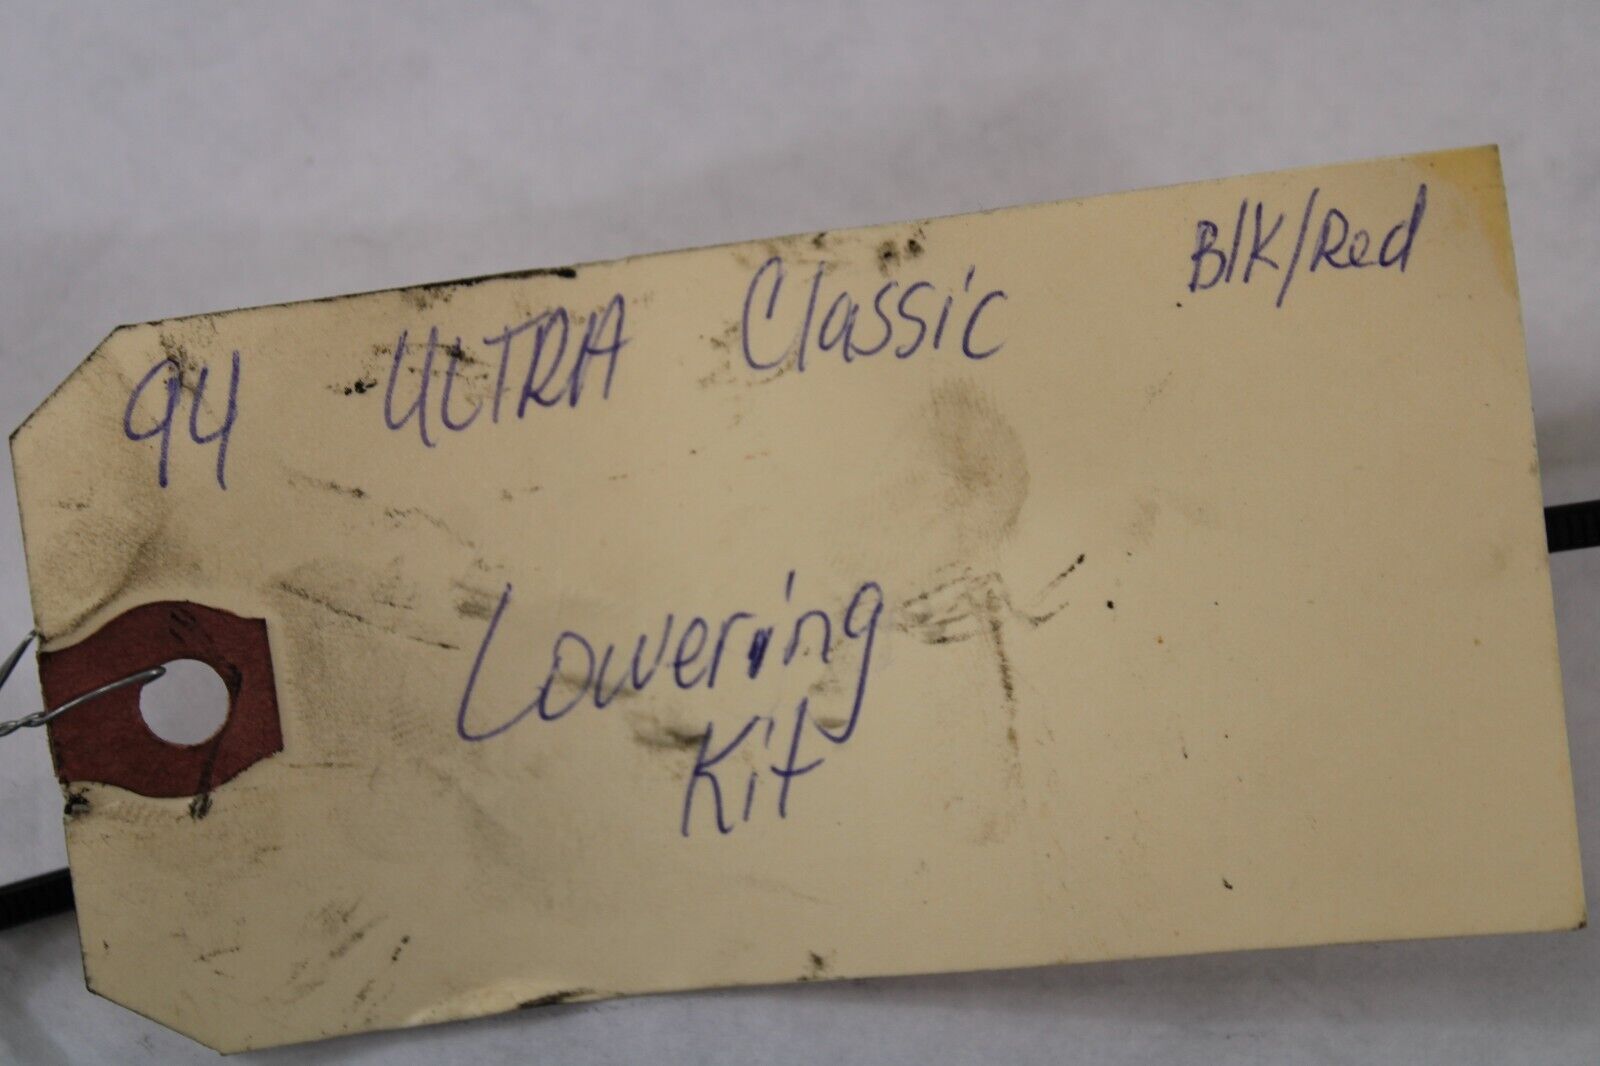 94 ULTRA Classic Blk/Red
Lowering
Kit